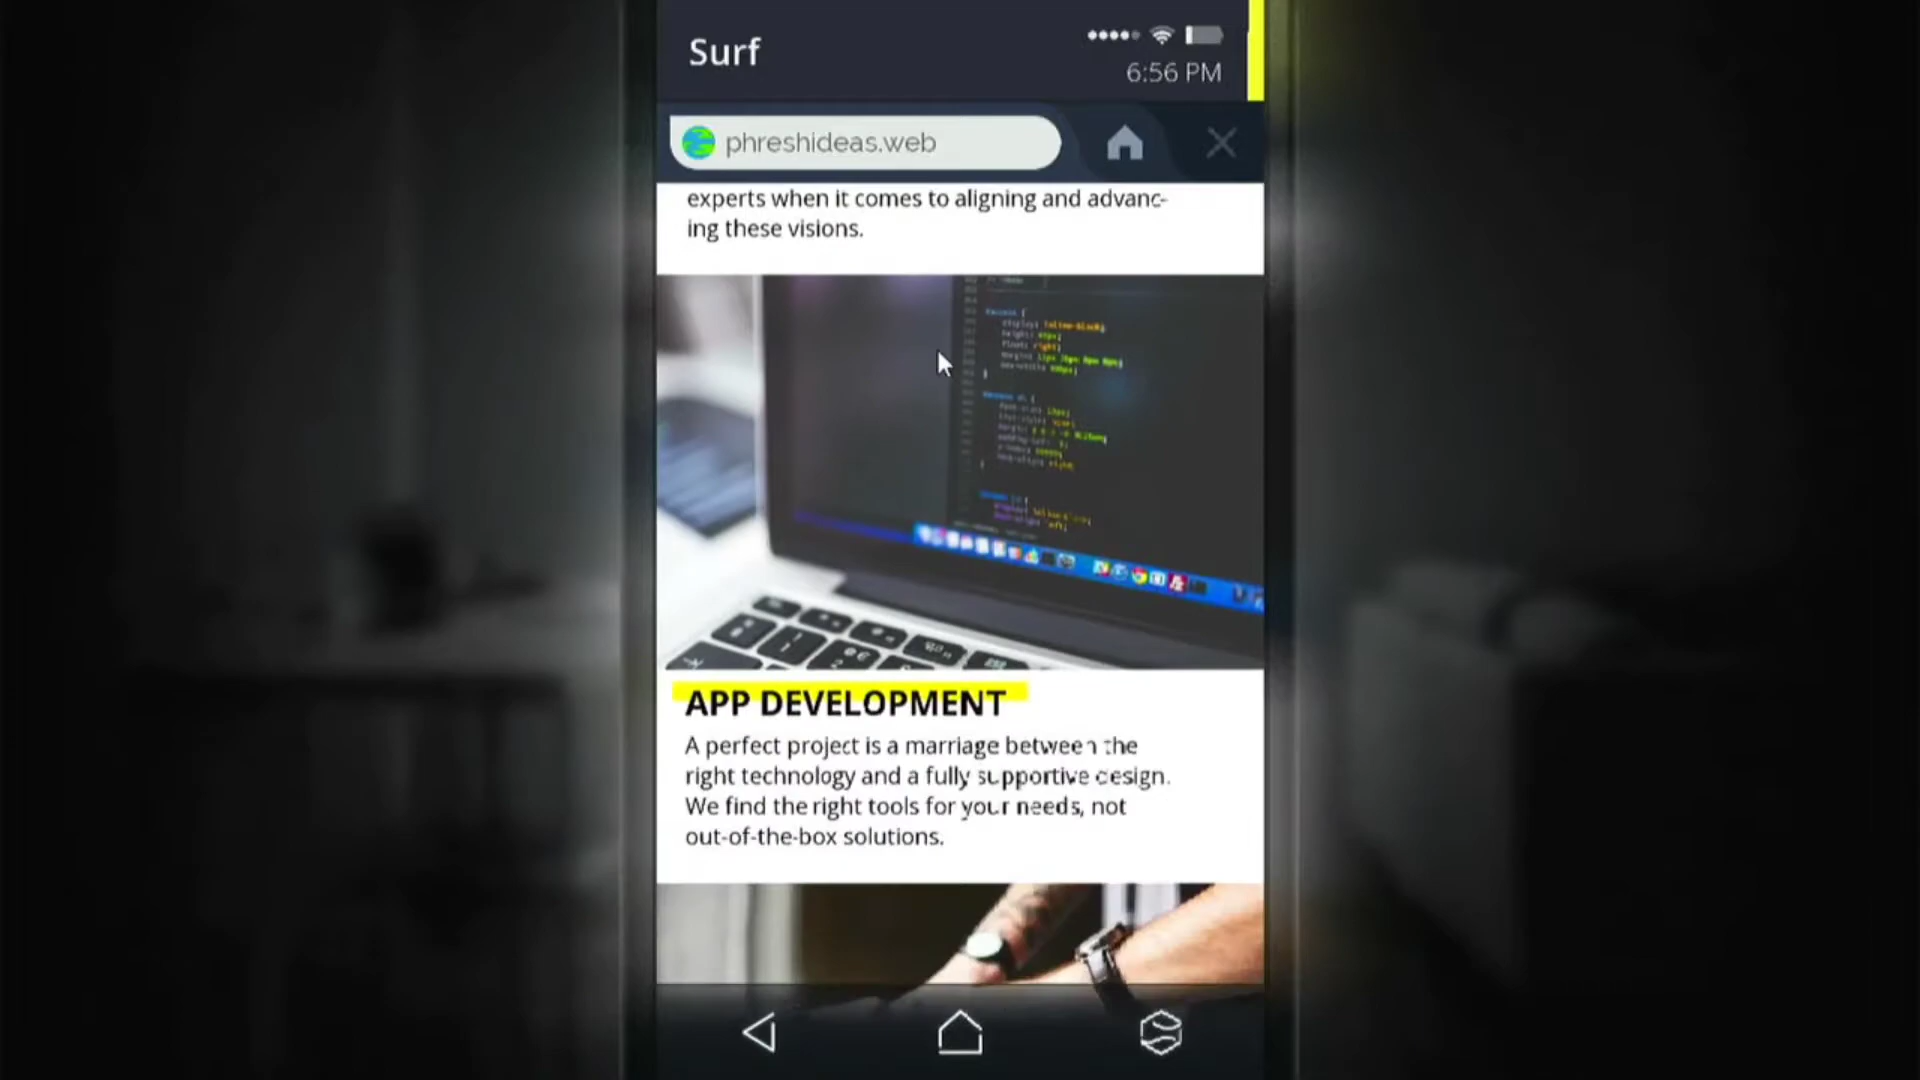 Surf
6:56 PM
phreshideas.web
experts when it comes to aligning and advanc-
ing these visions.
APP DEVELOPMENT
A perfect project is a marriage between the
right technology and a fully supportive design.
We find the right tools for your needs, not
out-of-the-box solutions.